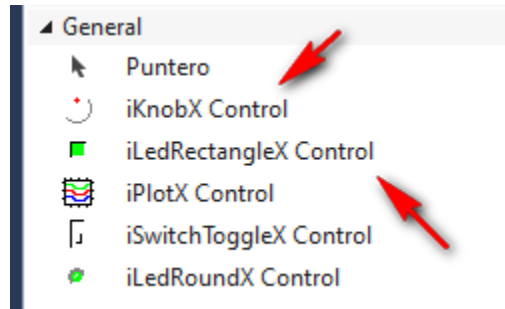 General
Puntero
iKnobX Control
iLedRectangleX Control
iPlotX Control
iSwitchToggleX Control
iLedRoundX Control